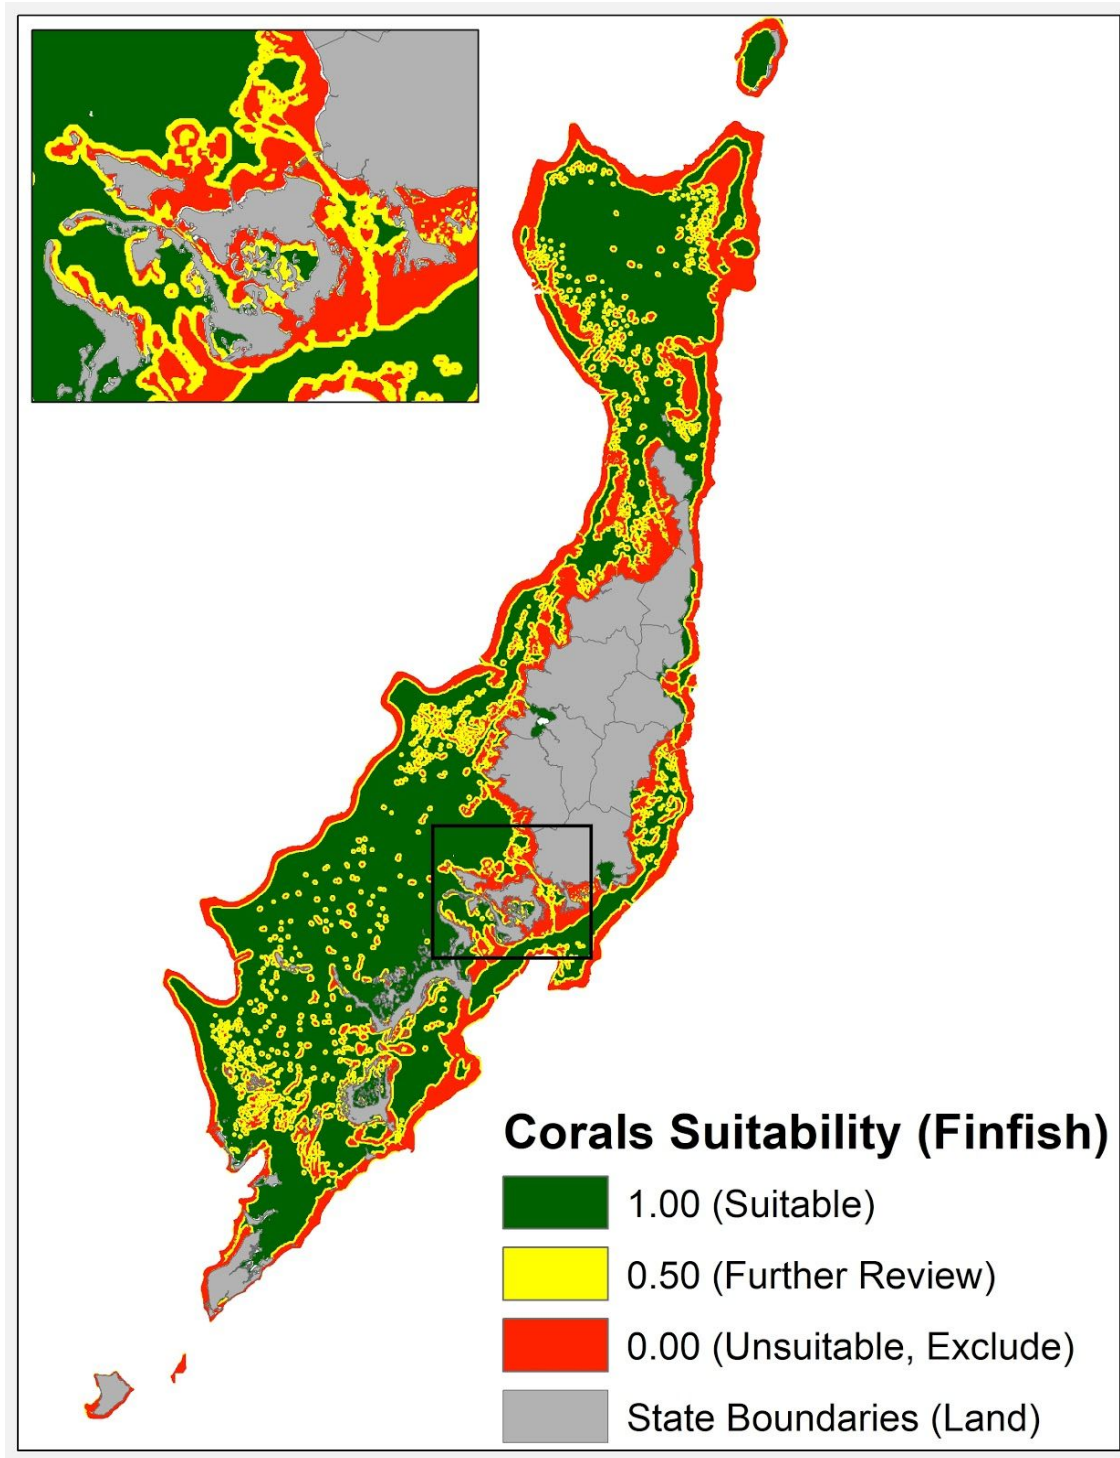 Corals Suitability (Finfish)
1.00 (Suitable)
0.50 (Further Review)
0.00 (Unsuitable, Exclude)
State Boundaries (Land)